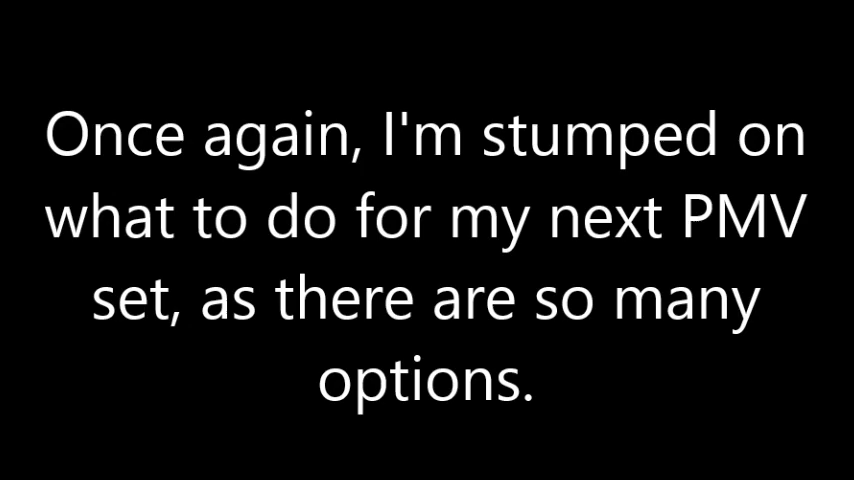 Once again, I'm stumped on
what to do for my next PMV
set, as there are so many
options.